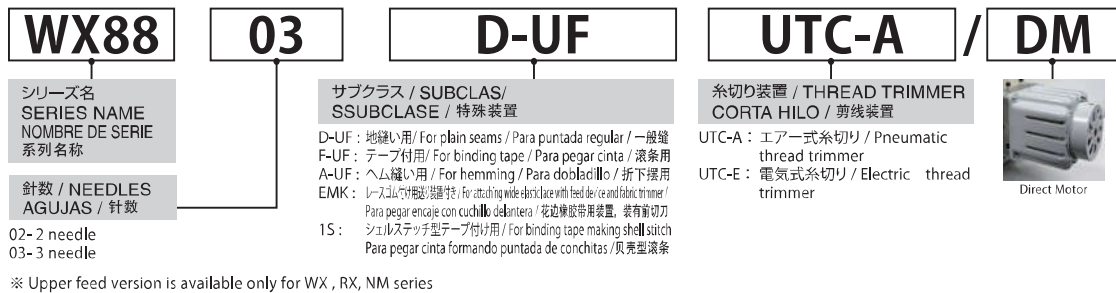 WX88 03 D-UF UTC-A / DM
シリーズ名
SERIES NAME
NOMBRE DE SERIE
系列名称
針数 / NEEDLES
AGUJAS / 针数
02- 2 needle
03- 3 needle
サブクラス / SUBCLAS/
SSUBCLASE / 特殊装置
D-UF : 地縫い用/ For plain seams / Para puntada regular / 一般缝
F-UF : テープ付用/ For binding tape / Para pegar cinta / 滚条用
A-UF : ヘム縫い用 / For hemming / Para dobladillo / 折下摆用
EMK : レースゴム付け用送り装置付き / For attaching wide elastic lace with feed device and fabric trimmer /
Para pegar encaje con cuchillo delantera / 花边橡胶带用装置，装有前切刀
1S : シェルステッチ型テープ付け用 / For binding tape making shell stitch
Para pegar cinta formando puntada de conchitas /贝壳型滚条
糸切り装置 / THREAD TRIMMER
CORTA HILO / 剪线装置
UTC-A : エアー式糸切り / Pneumatic
thread trimmer
UTC-E : 電気式糸切り / Electric thread
trimmer
Direct Motor
※ Upper feed version is available only for WX , RX, NM series